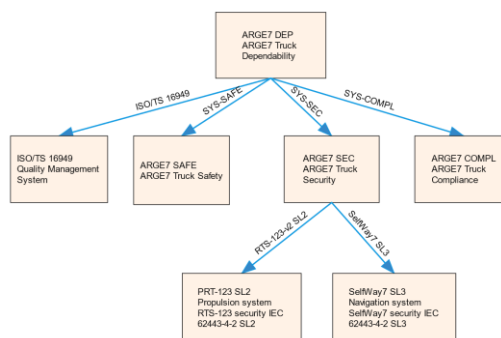 ARGE7 DEP
ARGE7 Truck
Dependability
ISO/TS 16949
SYS-SAFE
SYS-SEC
SYS-COMPL
ISO/TS 16949
Quality Management
System
ARGE7 SAFE
ARGE7 Truck Safety
ARGE7 SEC
ARGE7 Truck
Security
ARGE7 COMPL
ARGE7 Truck
Compliance
RTS-123-v2 SL2
SelfWay7 SL3
PRT-123 SL2
Propulsion system
RTS-123 security IEC
62443-4-2 SL2
SelfWay7 SL3
Navigation system
SelfWay7 security IEC
62443-4-2 SL3